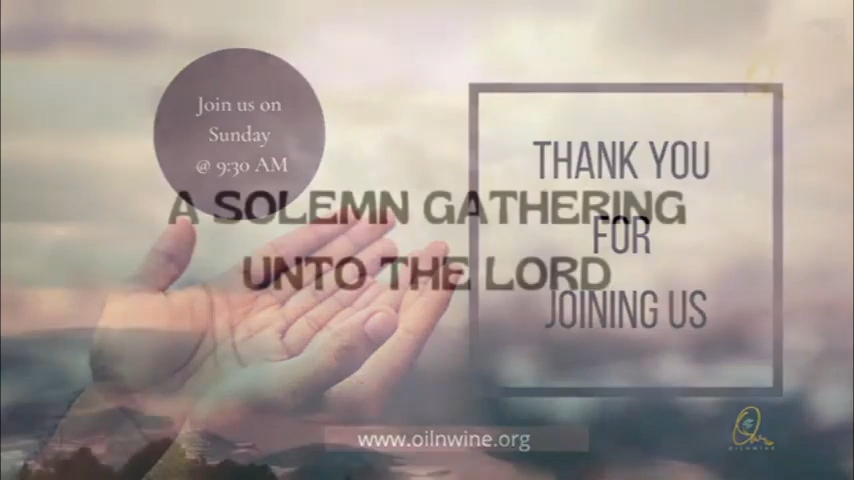 Join us on
Sunday
@ 9:30 AM
A SOLEMN GATHERING
UNTO THE LORD
THANK YOU
FOR
JOINING US
www.oilnwine.org
OILNWINE